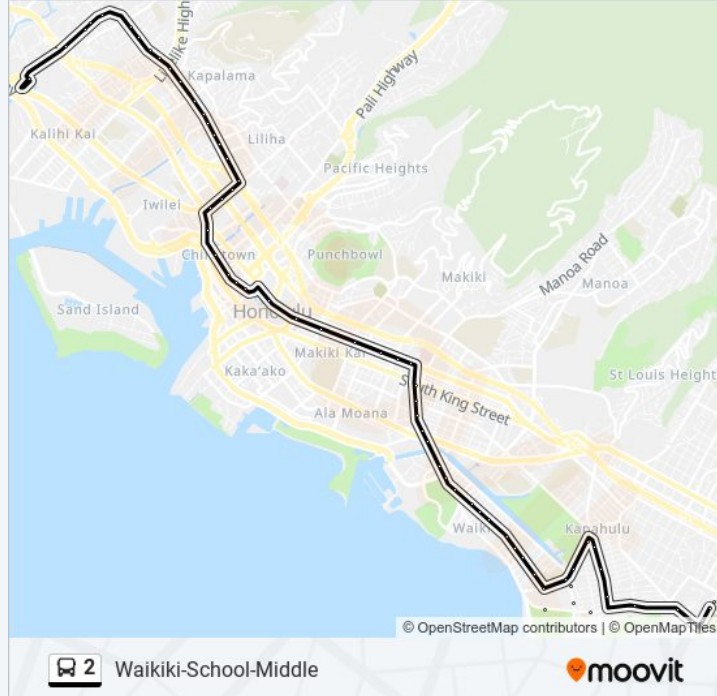 Likelike High
Kapalama
Pali Highway
Kalihi Kai
Liliha
Pacific Heights
Iwilei
Chinatown
Punchbowl
Makiki
Manoa Road
Manoa
Sand Island
Honolulu
Makiki Kai
Kaka'ako
St Louis Height
South King Street
Ala Moana
Waikiki
Kapahulu
© OpenStreetMap contributors | © OpenMapTiles
2 Waikiki-School-Middle
moovit